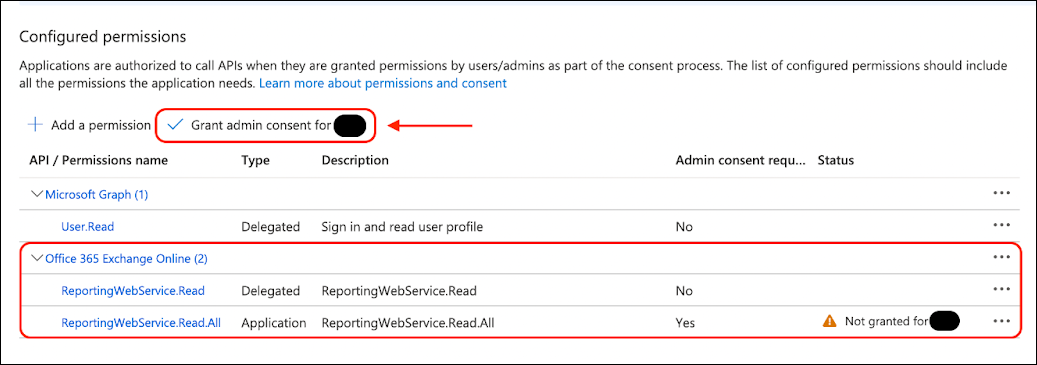 Configured permissions
Applications are authorized to call APIs when they are granted permissions by users/admins as part of the consent process. The list of configured permissions should include
all the permissions the application needs. Learn more about permissions and consent
Add a permission Grant admin consent for
API / Permissions name Type Description Admin consent requ... Status
Microsoft Graph (1)
User.Read Delegated Sign in and read user profile No
Office 365 Exchange Online (2)
ReportingWebService.Read Delegated ReportingWebService.Read No
ReportingWebService.Read.All Application ReportingWebService.Read.All Yes Not granted for